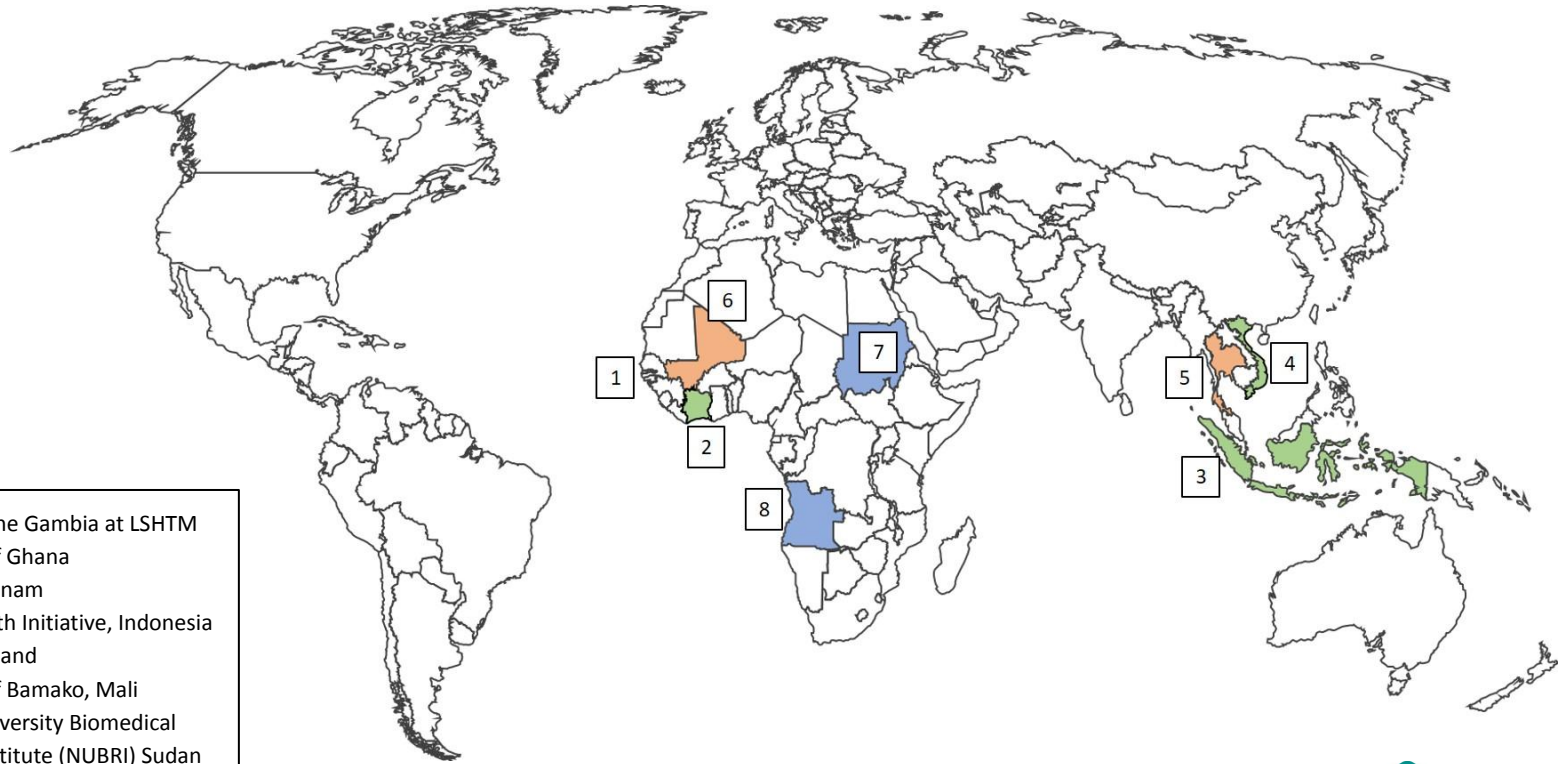 6
7
1
4
5
2
3
8
ne Gambia at LSHTM
f Ghana
nam
th Initiative, Indonesia
and
f Bamako, Mali
versity Biomedical
titute (NUBRI) Sudan